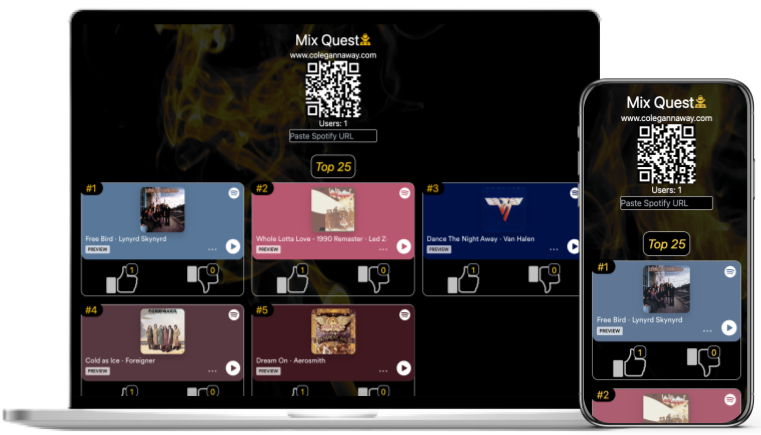 Mix Quest
www.colegannaway.com
Users: 1
Paste Spotify URL
Top 25
#1
Free Bird · Lynyrd Skynyrd
PREVIEW
1
0
#2
Whole Lotta Love - 1990 Remaster · Led Z
PREVIEW
1
0
#3
Dance The Night Away · Van Halen
PREVIEW
1
0
#4
Cold as Ice · Foreigner
PREVIEW
1
0
#5
Dream On · Aerosmith
PREVIEW
1
0
Mix Quest
www.colegannaway.com
Users: 1
Paste Spotify URL
Top 25
#1
Free Bird · Lynyrd Skynyrd
PREVIEW
1
0
#2